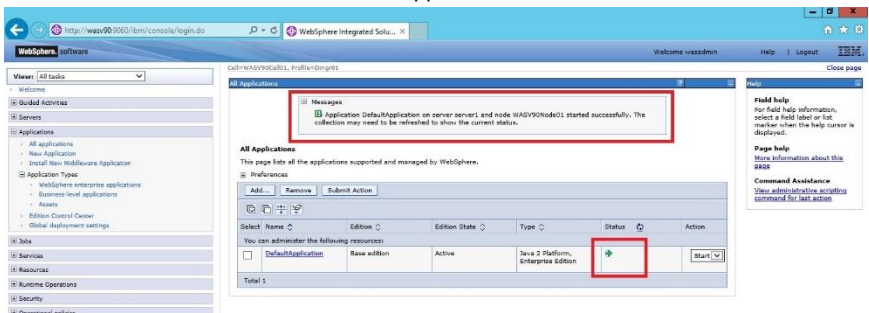 http://wasv90:9060/ibm/console/login.do
WebSphere Integrated Solu...
WebSphere. software
Welcome wasadmin
Help | Logout
IBM.
Cell=WASV90Cell01, Profile=Dmgr01
Close page
View: All tasks
Welcome
Guided Activities
Servers
Applications
All applications
New Application
Install New Middleware Application
Application Types
WebSphere enterprise applications
Business-level applications
Assets
Edition Control Center
Global deployment settings
Jobs
Services
Resources
Runtime Operations
Security
Operational policies
All Applications
Messages
Application DefaultApplication on server server1 and node WASV90Node01 started successfully. The
collection may need to be refreshed to show the current status.
All Applications
This page lists all the applications supported and managed by WebSphere.
Preferences
Add... Remove Submit Action
Select Name Edition Edition State Type Status Action
You can administer the following resources:
DefaultApplication Base edition Active Java 2 Platform, Start
Enterprise Edition
Total 1
Help
Field help
For field help information,
select a field label or list
marker when the help cursor is
displayed.
Page help
More information about this
page
Command Assistance
View administrative scripting
command for last action